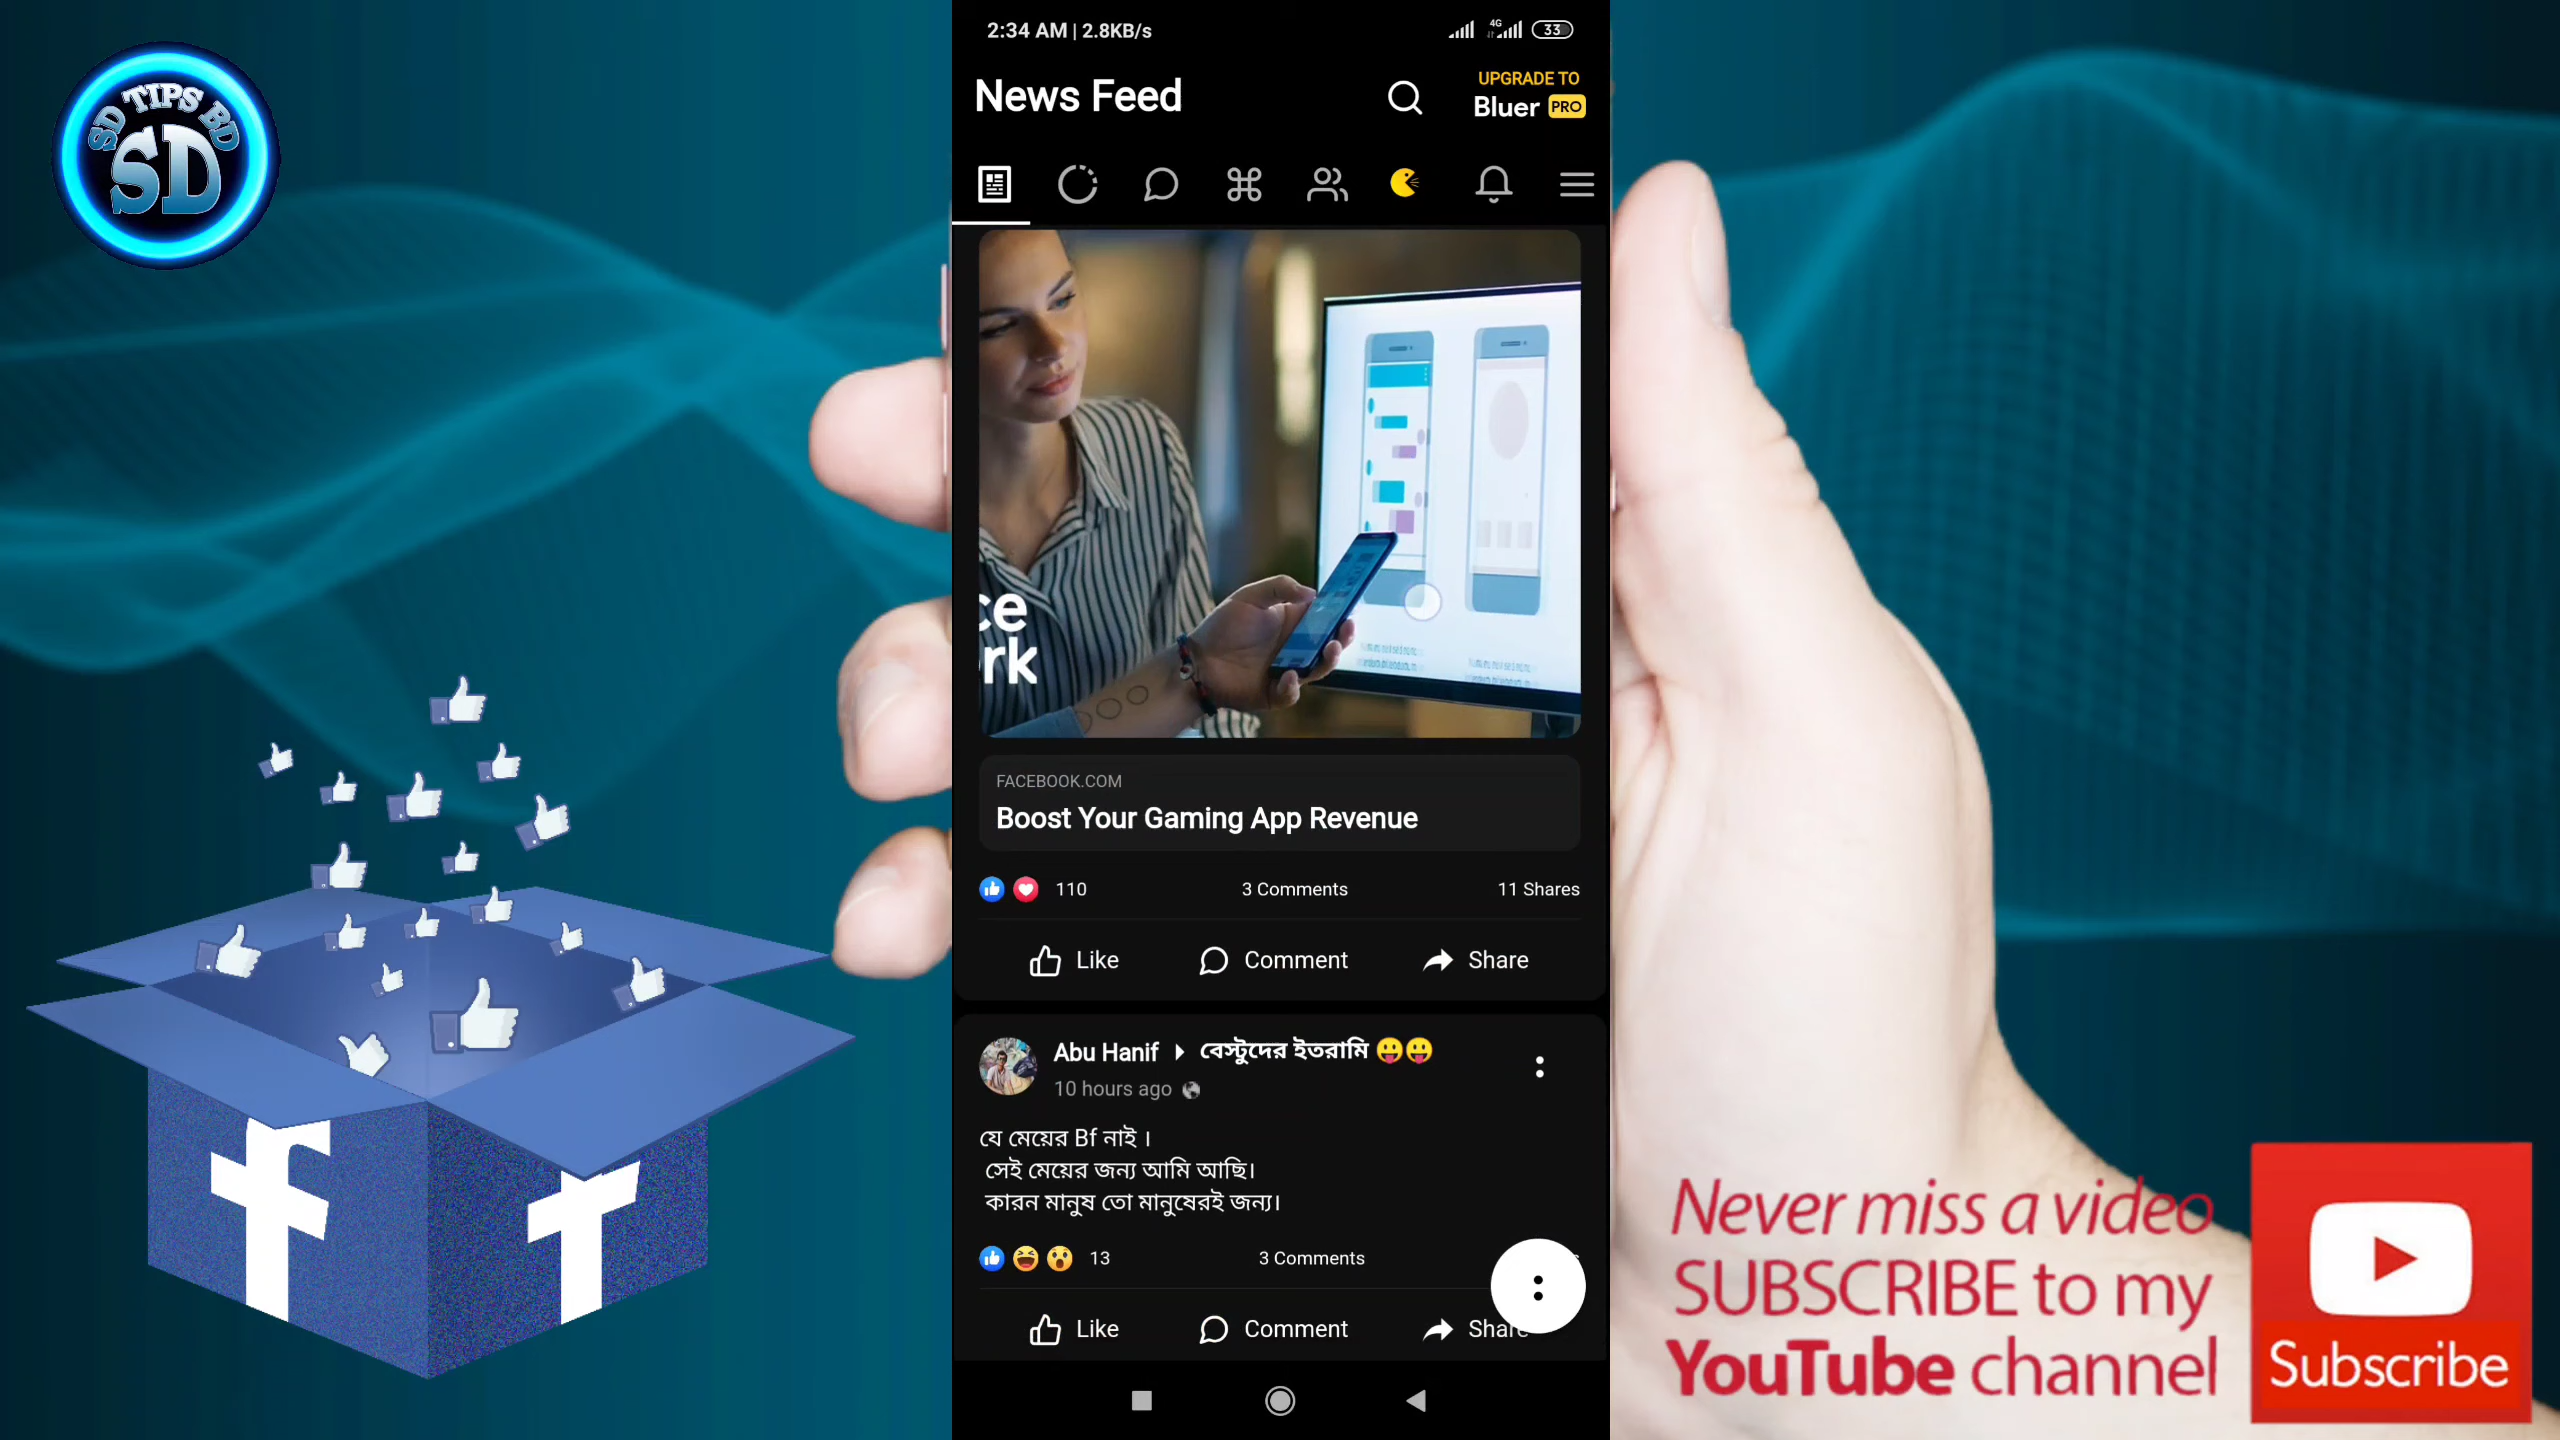 SD TIPS BD
SD
2:34 AM | 2.8KB/s
4G
33
News Feed
UPGRADE TO
Bluer PRO
ce
rk
FACEBOOK.COM
Boost Your Gaming App Revenue
110
3 Comments
11 Shares
Like
Comment
Share
Abu Hanif ▸ বেস্টুদের ইতরামি 😛😛
10 hours ago
যে মেয়ের Bf নাই ।
সেই মেয়ের জন্য আমি আছি।
কারন মানুষ তো মানুষেরই জন্য।
13
3 Comments
s
Like
Comment
Share
f
f
Never miss a video
SUBSCRIBE to my
YouTube channel
Subscribe